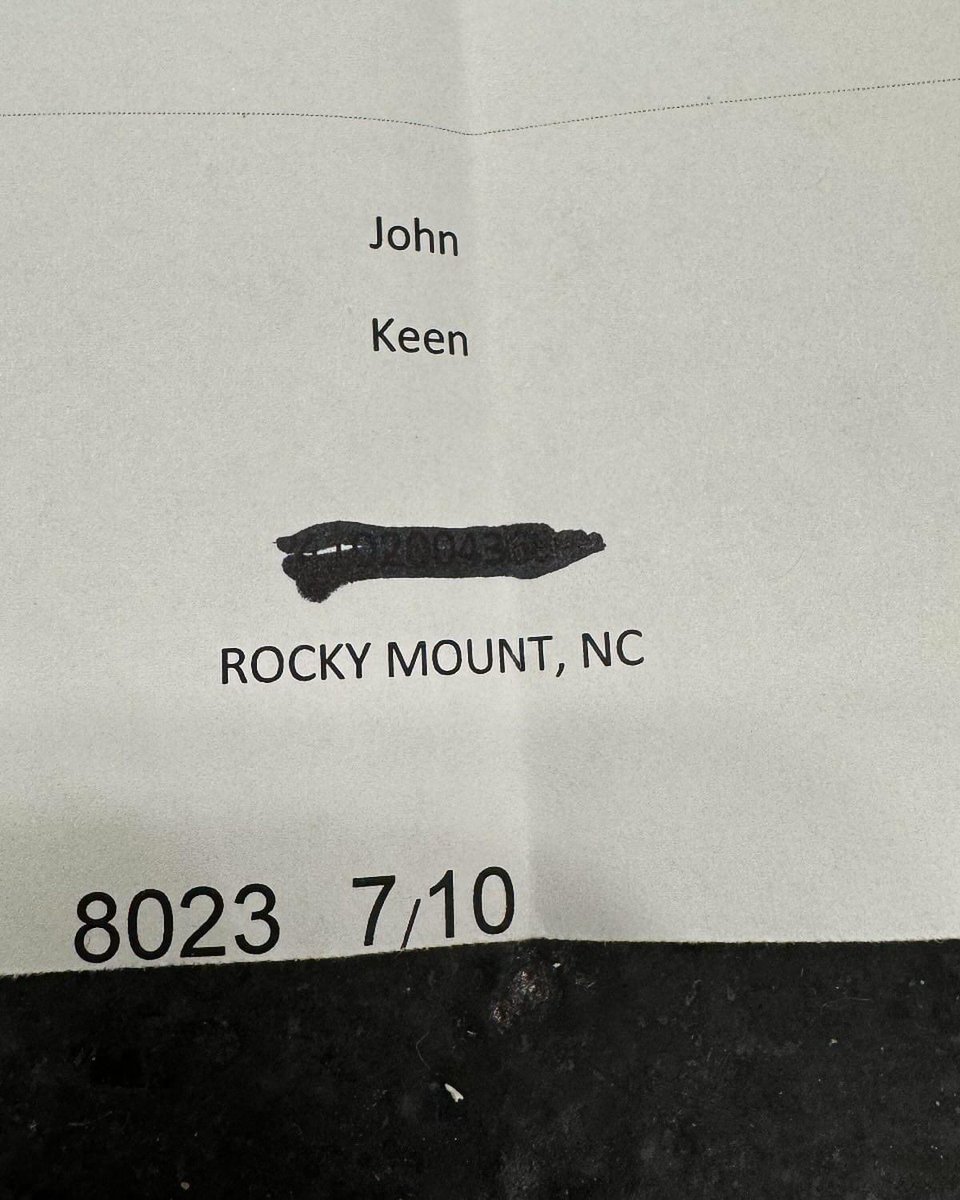 John
Keen
ROCKY MOUNT, NC
8023 7/10